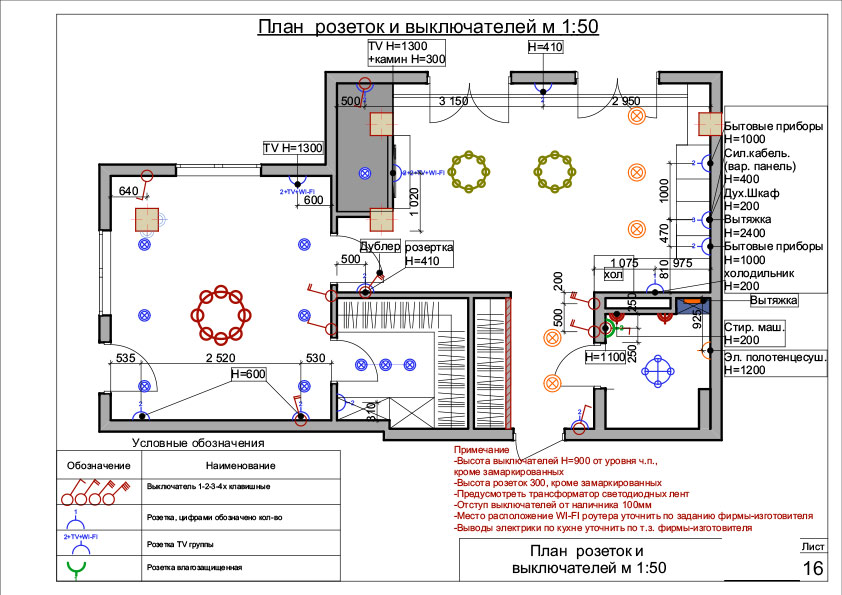 План розеток и выключателей м 1:50
TV H=1300
+камин H=300
H=410
500
3 150
2 950
TV H=1300
2+TV+WI-FI
640
600
2+2+TV+WI-FI
1 020
1000
470
810
Бытовые приборы
H=1000
Сил.кабель.
(вар. панель)
H=400
Дух.Шкаф
H=200
Вытяжка
H=2400
Бытовые приборы
H=1000
холодильник
H=200
Дублер
розертка
H=410
500
1 075
975
хол
200
500
250
925
Вытяжка
Стир. маш.
H=200
Эл. полотенцесуш.
H=1200
H=1100
250
535
2 520
530
H=600
310
Условные обозначения
Обозначение
Наименование
Выключатель 1-2-3-4х клавишные
1
Розетка, цифрами обозначено кол-во
2+TV+WI-FI
Розетка TV группы
Розетка влагозащищенная
Примечание
-Высота выключателей H=900 от уровня ч.п.,
кроме замаркированных
-Высота розеток 300, кроме замаркированных
-Предусмотреть трансформатор светодиодных лент
-Отступ выключателей от наличника 100мм
-Место расположение WI-FI роутера уточнить по заданию фирмы-изготовителя
-Выводы электрики по кухне уточнить по т.з. фирмы-изготовителя
План розеток и
выключателей м 1:50
Лист
16